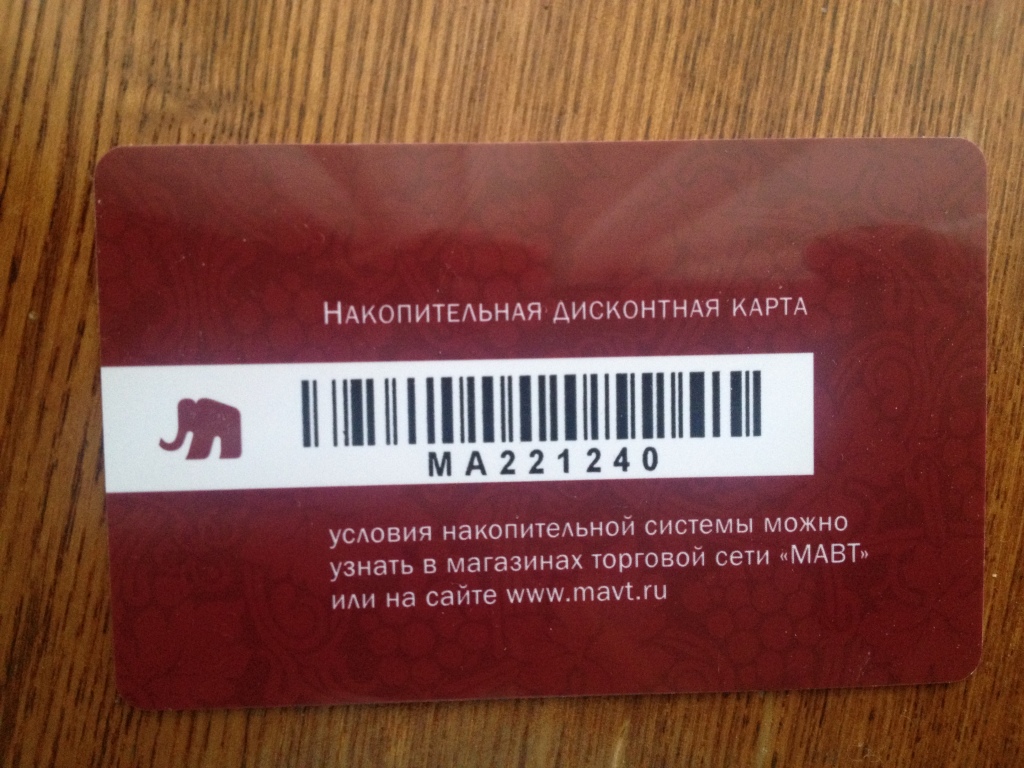 Накопительная дисконтная карта
MA221240
условия накопительной системы можно
узнать в магазинах торговой сети «МАВТ»
или на сайте www.mavt.ru